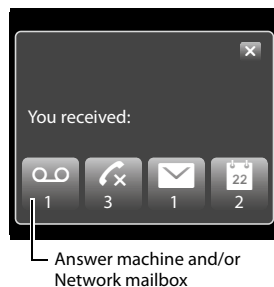 You received:
22
1 3 1 2
Answer machine and/or
Network mailbox